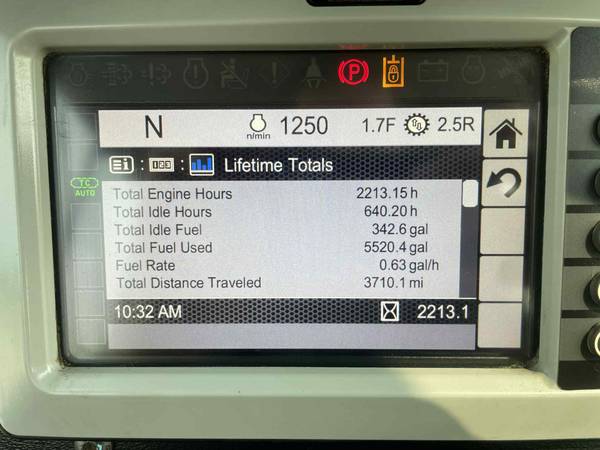 P
N n/min 1250 1.7F 2.5R
Lifetime Totals
TC
AUTO
Total Engine Hours 2213.15 h
Total Idle Hours 640.20 h
Total Idle Fuel 342.6 gal
Total Fuel Used 5520.4 gal
Fuel Rate 0.63 gal/h
Total Distance Traveled 3710.1 mi
10:32 AM 2213.1